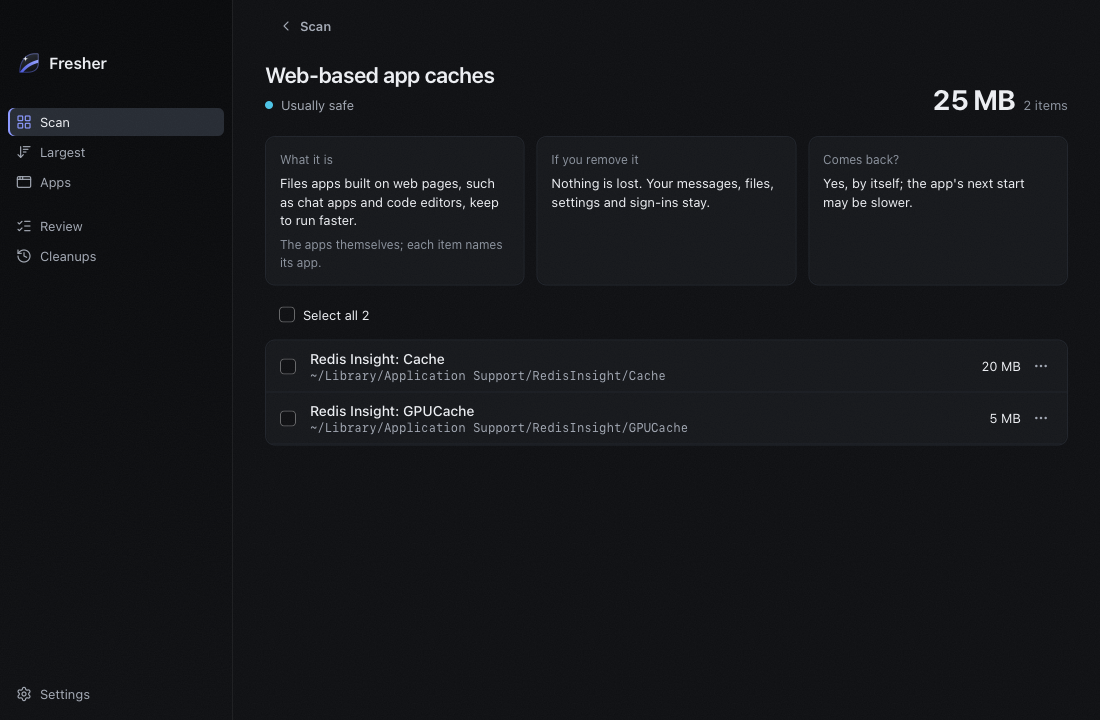 Fresher
Scan
Largest
Apps
Review
Cleanups
Settings
Scan
Web-based app caches
Usually safe
25 MB 2 items
What it is
Files apps built on web pages, such
as chat apps and code editors, keep
to run faster.
The apps themselves; each item names
its app.
If you remove it
Nothing is lost. Your messages, files,
settings and sign-ins stay.
Comes back?
Yes, by itself; the app's next start
may be slower.
Select all 2
Redis Insight: Cache
~/Library/Application Support/RedisInsight/Cache
20 MB
Redis Insight: GPUCache
~/Library/Application Support/RedisInsight/GPUCache
5 MB